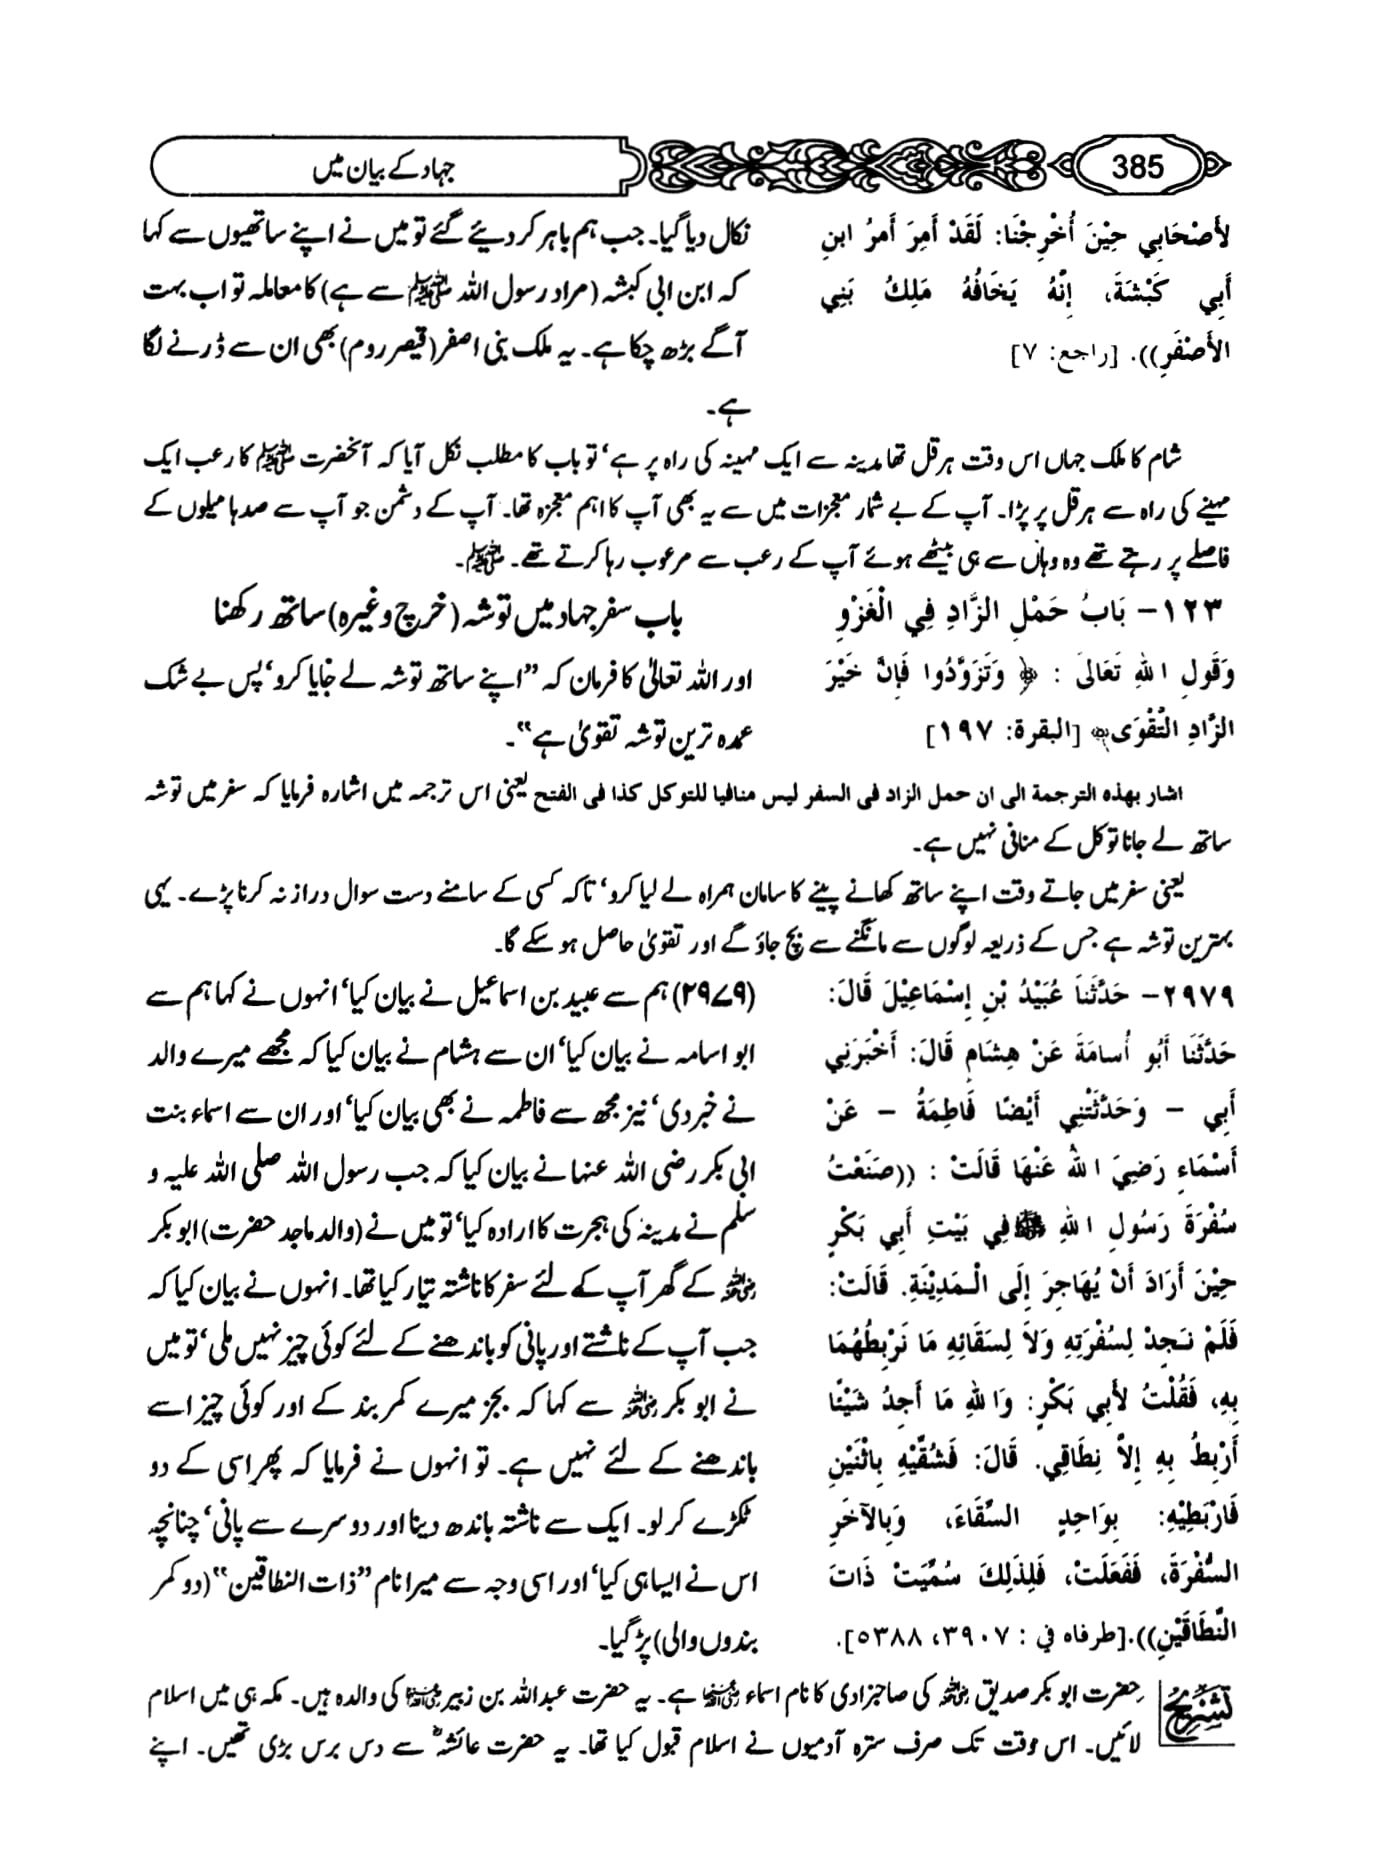 385
جہاد کے بیان میں
لأَصْحَابِي حِيْنَ أُخْرِجْنَا: لَقَدْ أَمِرَ أَمرُ ابنِ
أَبِي كَبْشَةَ، إِنَّهُ يَخَافُهُ مَلِكُ بَنِي
الأَصْفَرِ)). [راجع: ٧]
نکال دیا گیا۔ جب ہم باہر کر دیئے گئے تو میں نے اپنے ساتھیوں سے کہا
کہ ابن ابی کبشہ (مراد رسول اللہ ﷺ سے ہے) کا معاملہ تو اب بہت
آگے بڑھ چکا ہے۔ یہ ملک بنی اصفر (قیصر روم) بھی ان سے ڈرنے لگا
ہے۔
شام کا ملک جہاں اس وقت ہرقل تھا مدینہ سے ایک مہینہ کی راہ پر ہے‘ تو باب کا مطلب نکل آیا کہ آنحضرت ﷺ کا رعب ایک
مہینے کی راہ سے ہرقل پر پڑا۔ آپ کے بے شمار معجزات میں سے یہ بھی آپ کا اہم معجزہ تھا۔ آپ کے دشمن جو آپ سے صدہا میلوں کے
فاصلے پر رہتے تھے وہ وہاں سے ہی بیٹھے ہوئے آپ کے رعب سے مرعوب رہا کرتے تھے۔ ﷺ۔
١٢٣- بَابُ حَمْلِ الزَّادِ فِي الْغَزْوِ
وَقَولِ اللهِ تَعَالَى : ﴿وَتَزَوَّدُوا فَإِنَّ خَيْرَ
الزَّادِ التَّقْوَى﴾ [البقرة: ١٩٧]
باب سفر جہاد میں توشہ (خرچ وغیرہ) ساتھ رکھنا
اور اللہ تعالیٰ کا فرمان کہ ”اپنے ساتھ توشہ لے جایا کرو‘ پس بے شک
عمدہ ترین توشہ تقویٰ ہے“۔
اشار بهذه الترجمة الى ان حمل الزاد فى السفر ليس منافيا للتوكل كذا فى الفتح یعنی اس ترجمہ میں اشارہ فرمایا کہ سفر میں توشہ
ساتھ لے جانا توکل کے منافی نہیں ہے۔
یعنی سفر میں جاتے وقت اپنے ساتھ کھانے پینے کا سامان ہمراہ لے لیا کرو‘ تاکہ کسی کے سامنے دست سوال دراز نہ کرنا پڑے۔ یہی
بہترین توشہ ہے جس کے ذریعہ لوگوں سے مانگنے سے بچ جاؤ گے اور تقویٰ حاصل ہو سکے گا۔
٢٩٧٩- حَدَّثَنَا عُبَيْدُ بْنِ إِسْمَاعِيْلَ قَالَ:
حَدَّثَنَا أَبُو أُسامَةَ عَنْ هِشَامٍ قَالَ: أَخْبَرَنِي
أَبِي - وَحَدَّثَتْنِي أَيْضًا فَاطِمَةُ - عَنْ
أَسْمَاءِ رَضِيَ اللهُ عَنْهَا قَالَتْ : ((صَنَعْتُ
سُفْرَةَ رَسُولِ اللهِ ﷺ فِي بَيْتِ أَبِي بَكْرٍ
حِيْنَ أَرَادَ أَنْ يُهَاجِرَ إِلَى الْـمَدِيْنَةِ. قَالَتْ:
فَلَمْ نَجِدْ لِسُفْرَتِهِ وَلاَ لِسَقَائِهِ مَا نَرْبِطُهُمَا
بِهِ، فَقُلْتُ لأَبِي بَكْرٍ: وَاللهِ مَا أَجِدُ شَيْئًا
أَرْبِطُ بِهِ إِلاَّ نِطَاقِي. قَالَ: فَشُقِّيْهِ بِاثْنَيْنِ
فَارْبَطِيْهِ: بِوَاحِدٍ السِّقَاءَ، وَبِالآخَرِ
السُّفْرَةَ، فَفَعَلَتْ، فَلِذَلِكَ سُمِّيَتْ ذَاتَ
النِّطَاقَيْنِ)).[طرفاه في : ٣٩٠٧، ٥٣٨٨].
(۲۹۷۹) ہم سے عبید بن اسماعیل نے بیان کیا‘ انہوں نے کہا ہم سے
ابو اسامہ نے بیان کیا‘ ان سے ہشام نے بیان کیا کہ مجھے میرے والد
نے خبر دی‘ نیز مجھ سے فاطمہ نے بھی بیان کیا‘ اور ان سے اسماء بنت
ابی بکر رضی اللہ عنہا نے بیان کیا کہ جب رسول اللہ صلی اللہ علیہ و
سلم نے مدینہ کی ہجرت کا ارادہ کیا‘ تو میں نے (والد ماجد حضرت) ابو بکر
رضی اللہ عنہ کے گھر آپ کے لئے سفر کا ناشتہ تیار کیا تھا۔ انہوں نے بیان کیا کہ
جب آپ کے ناشتے اور پانی کو باندھنے کے لئے کوئی چیز نہیں ملی‘ تو میں
نے ابو بکر رضی اللہ عنہ سے کہا کہ بجز میرے کمر بند کے اور کوئی چیز اسے
باندھنے کے لئے نہیں ہے۔ تو انہوں نے فرمایا کہ پھر اسی کے دو
ٹکڑے کر لو۔ ایک سے ناشتہ باندھ دینا اور دوسرے سے پانی‘ چنانچہ
اس نے ایسا ہی کیا‘ اور اسی وجہ سے میرا نام ”ذات النطاقین“ (دو کمر
بندوں والی) پڑ گیا۔
تشریح
حضرت ابو بکر صدیق رضی اللہ عنہ کی صاحبزادی کا نام اسماء رضی اللہ عنہا ہے۔ یہ حضرت عبداللہ بن زبیر رضی اللہ عنہما کی والدہ ہیں۔ مکہ ہی میں اسلام
لائیں۔ اس وقت تک صرف سترہ آدمیوں نے اسلام قبول کیا تھا۔ یہ حضرت عائشہؓ سے دس برس بڑی تھیں۔ اپنے